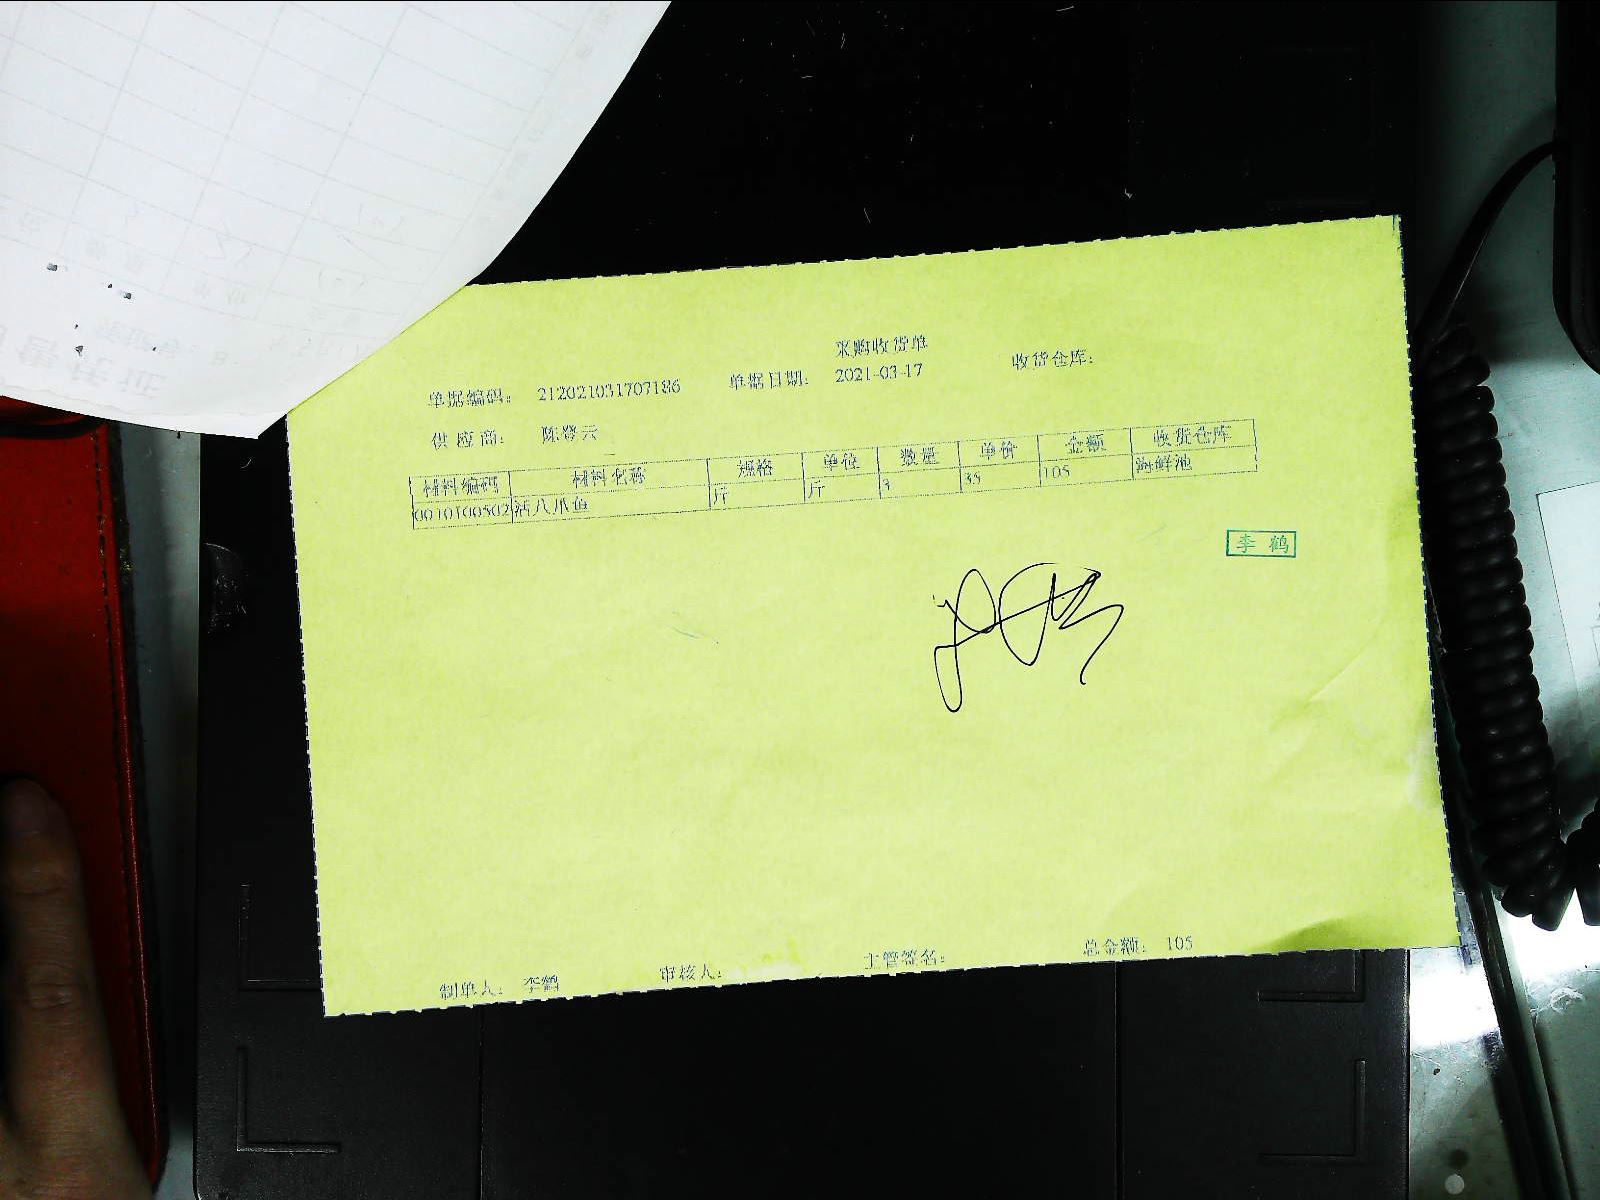 采购收货单
单据编码： 212021031707186 单据日期： 2021-03-17 收货仓库：
供应商： 陈登云
材料编码 材料名称 规格 单位 数量 单价 金额 收货仓库
0010100502 活八爪鱼 斤 斤 3 35 105 海鲜池
李鹤
制单人： 李鹤 审核人： 主管签名： 总金额： 105